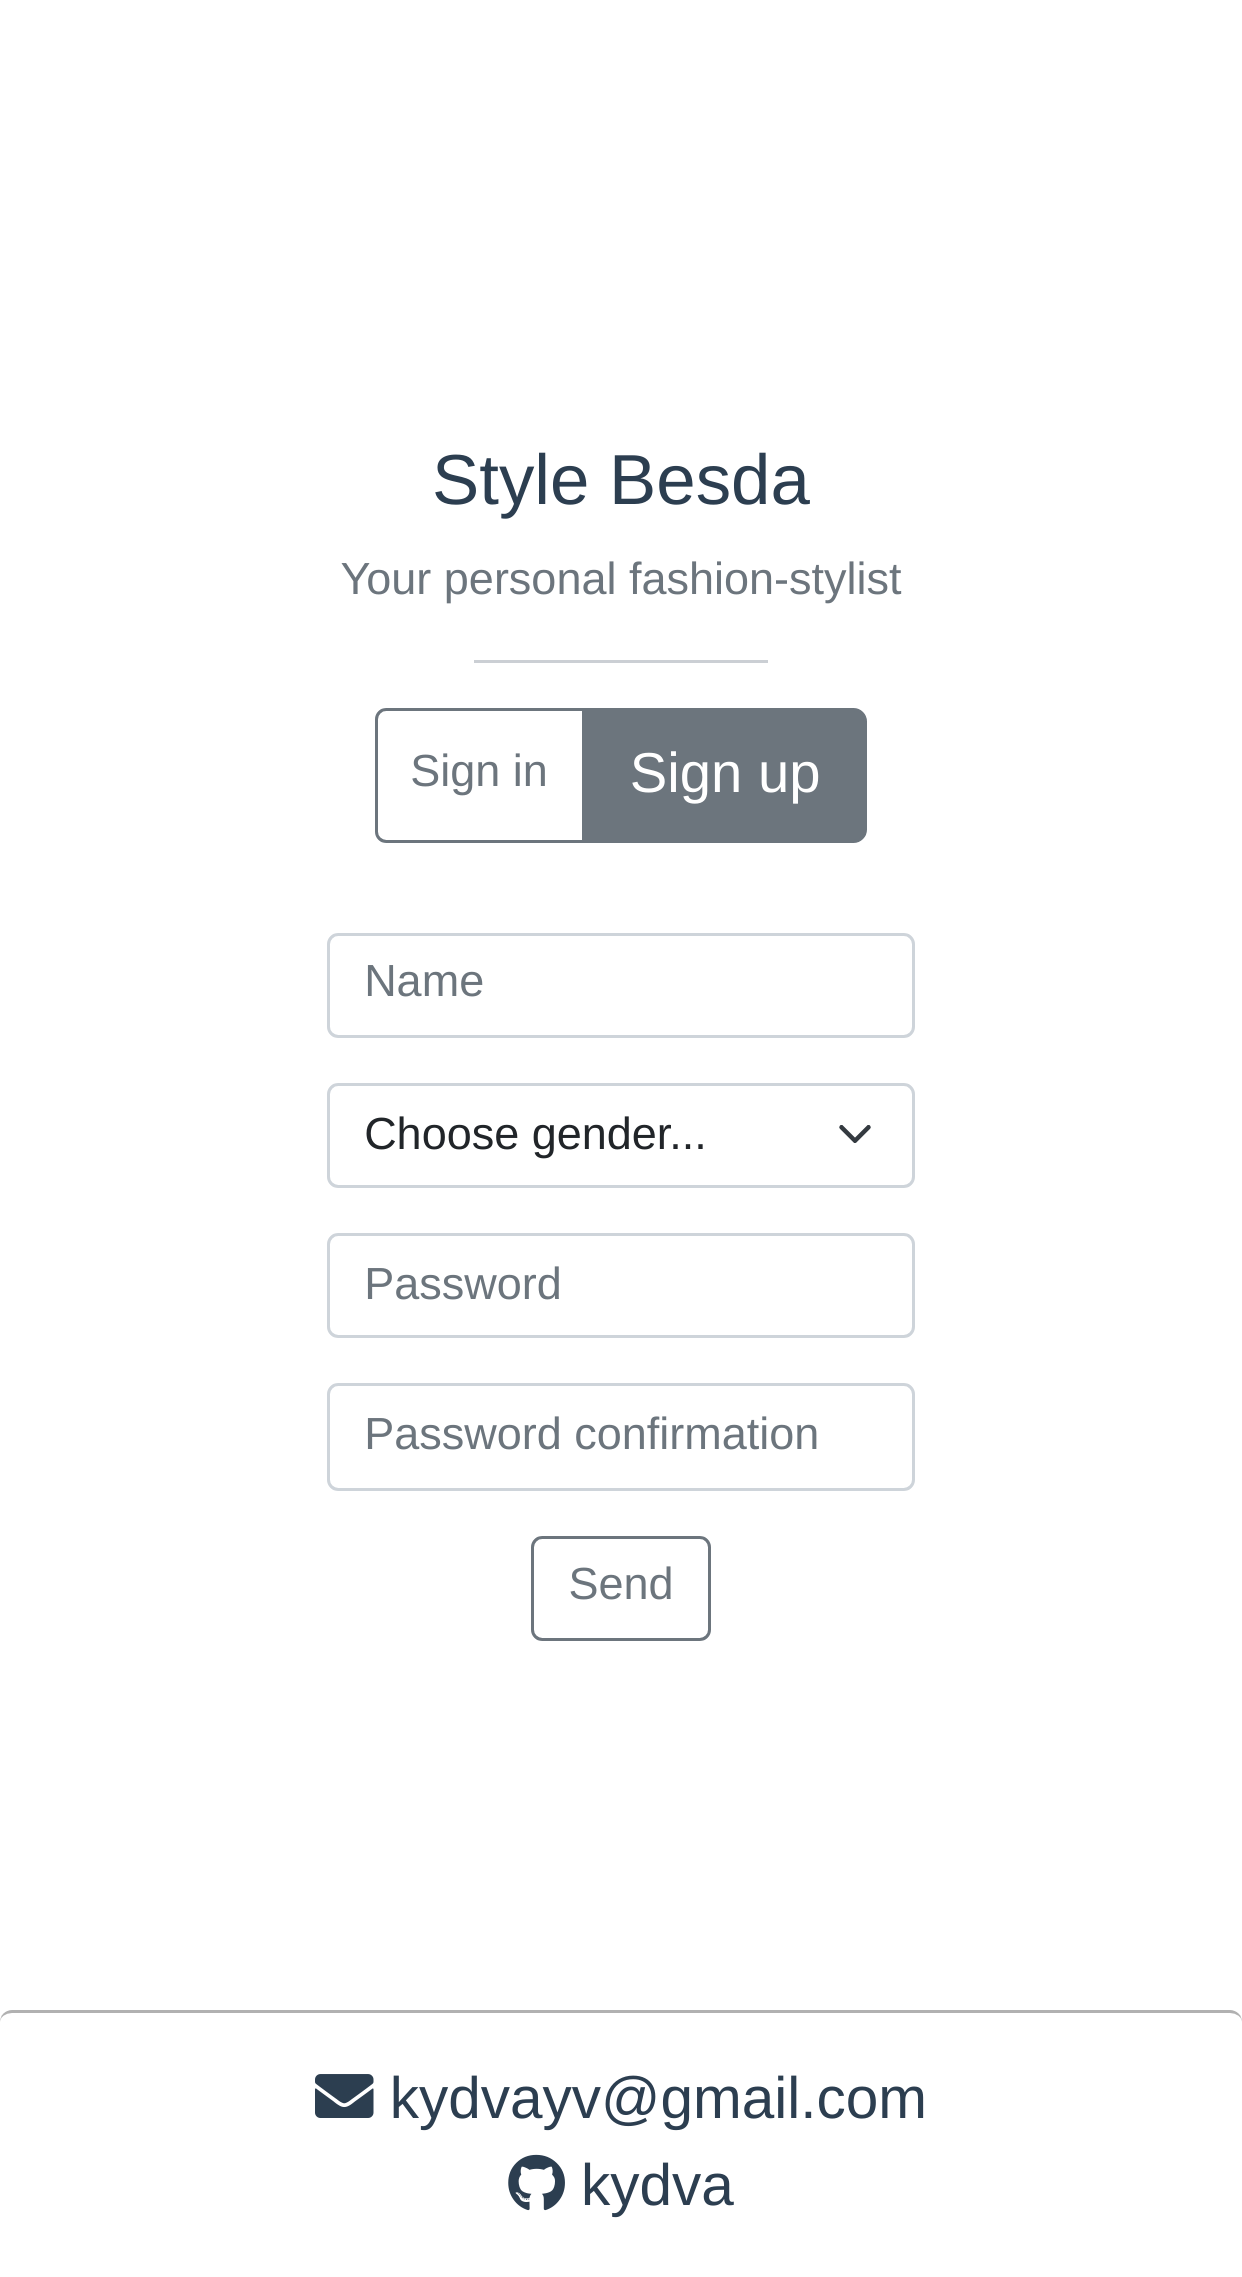 Style Besda
Your personal fashion-stylist
Sign in Sign up
Name
Choose gender...
Password
Password confirmation
Send
kydvayv@gmail.com
kydva